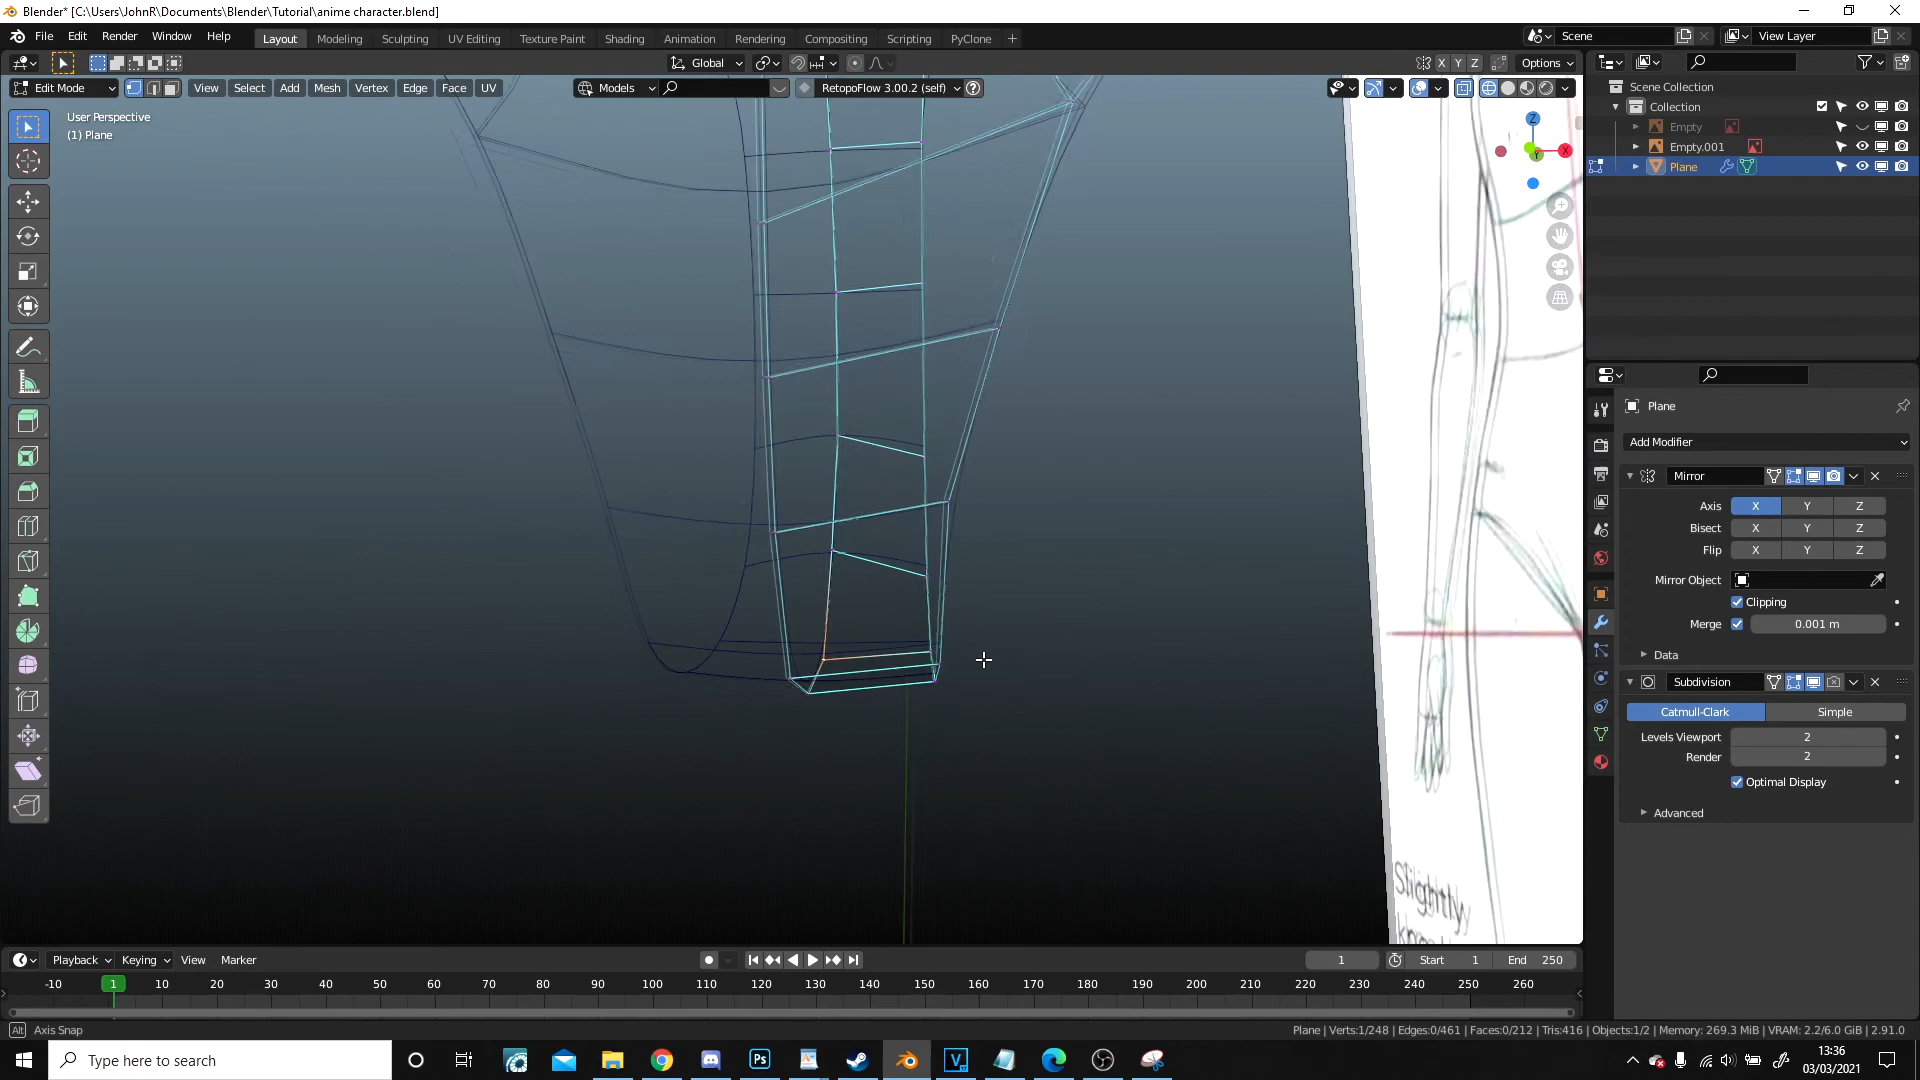 Blender* [C:\Users\JohnR\Documents\Blender\Tutorial\anime character.blend]
File Edit Render Window Help Layout Modeling Sculpting UV Editing Texture Paint Shading Animation Rendering Compositing Scripting PyClone + Scene View Layer
Global X Y Z Options
Edit Mode View Select Add Mesh Vertex Edge Face UV Models RetopoFlow 3.00.2 (self)
User Perspective
(1) Plane
Z
X
Y
Scene Collection
Collection
Empty
Empty.001
Plane
Plane
Add Modifier
Mirror
Axis X Y Z
Bisect X Y Z
Flip X Y Z
Mirror Object
Clipping
Merge 0.001 m
Data
Subdivision
Catmull-Clark Simple
Levels Viewport 2
Render 2
Optimal Display
Advanced
Slightly
Playback Keying View Marker 1 Start 1 End 250
-10 1 10 20 30 40 50 60 70 80 90 100 110 120 130 140 150 160 170 180 190 200 210 220 230 240 250 260
Alt Axis Snap Plane | Verts:1/248 | Edges:0/461 | Faces:0/212 | Tris:416 | Objects:1/2 | Memory: 269.3 MiB | VRAM: 2.2/6.0 GiB | 2.91.0
Type here to search Ps V 13:36
03/03/2021